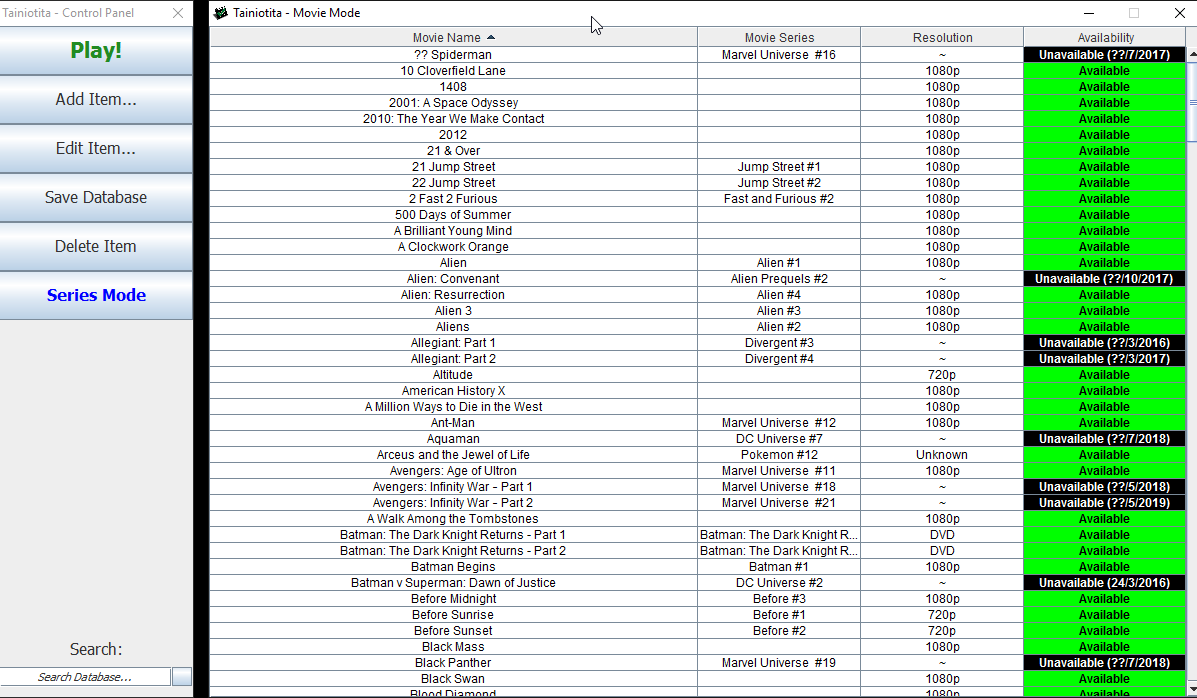 Tainiotita - Control Panel
Play!
Add Item...
Edit Item...
Save Database
Delete Item
Series Mode
Search:
Search Database...
Tainiotita - Movie Mode
Movie Name Movie Series Resolution Availability
?? Spiderman Marvel Universe #16 ~ Unavailable (??/7/2017)
10 Cloverfield Lane 1080p Available
1408 1080p Available
2001: A Space Odyssey 1080p Available
2010: The Year We Make Contact 1080p Available
2012 1080p Available
21 & Over 1080p Available
21 Jump Street Jump Street #1 1080p Available
22 Jump Street Jump Street #2 1080p Available
2 Fast 2 Furious Fast and Furious #2 1080p Available
500 Days of Summer 1080p Available
A Brilliant Young Mind 1080p Available
A Clockwork Orange 1080p Available
Alien Alien #1 1080p Available
Alien: Convenant Alien Prequels #2 ~ Unavailable (??/10/2017)
Alien: Resurrection Alien #4 1080p Available
Alien 3 Alien #3 1080p Available
Aliens Alien #2 1080p Available
Allegiant: Part 1 Divergent #3 ~ Unavailable (??/3/2016)
Allegiant: Part 2 Divergent #4 ~ Unavailable (??/3/2017)
Altitude 720p Available
American History X 1080p Available
A Million Ways to Die in the West 1080p Available
Ant-Man Marvel Universe #12 1080p Available
Aquaman DC Universe #7 ~ Unavailable (??/7/2018)
Arceus and the Jewel of Life Pokemon #12 Unknown Available
Avengers: Age of Ultron Marvel Universe #11 1080p Available
Avengers: Infinity War - Part 1 Marvel Universe #18 ~ Unavailable (??/5/2018)
Avengers: Infinity War - Part 2 Marvel Universe #21 ~ Unavailable (??/5/2019)
A Walk Among the Tombstones 1080p Available
Batman: The Dark Knight Returns - Part 1 Batman: The Dark Knight R... DVD Available
Batman: The Dark Knight Returns - Part 2 Batman: The Dark Knight R... DVD Available
Batman Begins Batman #1 1080p Available
Batman v Superman: Dawn of Justice DC Universe #2 ~ Unavailable (24/3/2016)
Before Midnight Before #3 1080p Available
Before Sunrise Before #1 720p Available
Before Sunset Before #2 720p Available
Black Mass 1080p Available
Black Panther Marvel Universe #19 ~ Unavailable (??/7/2018)
Black Swan 1080p Available
Blood Diamond 1080p Available